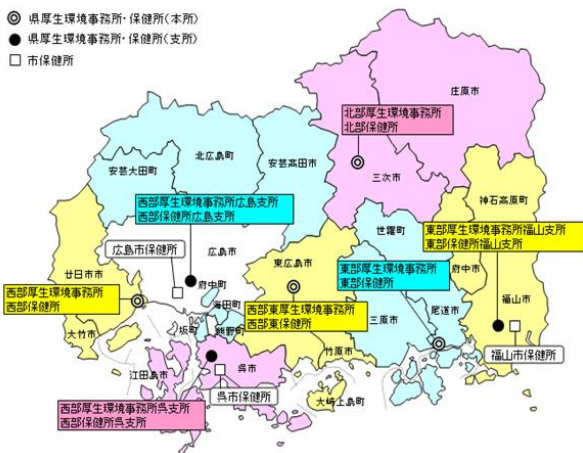 県厚生環境事務所・保健所(本所)
県厚生環境事務所・保健所(支所)
市保健所
庄原市
北部厚生環境事務所
北部保健所
三次市
北広島町
安芸高田市
安芸太田町
神石高原町
西部厚生環境事務所広島支所
西部保健所広島支所
世羅町
東部厚生環境事務所福山支所
東部保健所福山支所
広島市
広島市保健所
東広島市
府中市
廿日市市
府中町
東部厚生環境事務所
東部保健所
福山市
西部厚生環境事務所
西部保健所
海田町
西部東厚生環境事務所
西部東保健所
三原市
尾道市
大竹市
坂町
熊野町
竹原市
福山市保健所
江田島市
呉市
呉市保健所
大崎上島町
西部厚生環境事務所呉支所
西部保健所呉支所